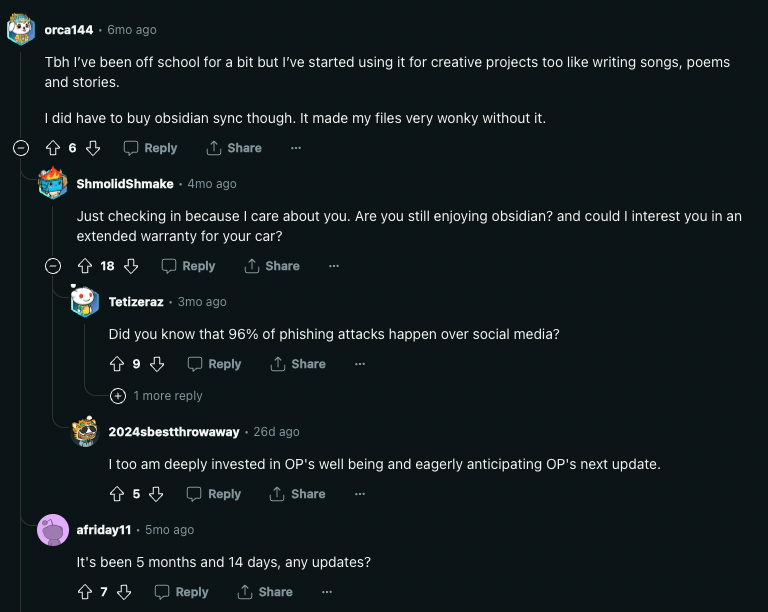 orca144 • 6mo ago
Tbh I’ve been off school for a bit but I’ve started using it for creative projects too like writing songs, poems
and stories.
I did have to buy obsidian sync though. It made my files very wonky without it.
6 Reply Share ...
ShmolidShmake • 4mo ago
Just checking in because I care about you. Are you still enjoying obsidian? and could I interest you in an
extended warranty for your car?
18 Reply Share ...
Tetizeraz • 3mo ago
Did you know that 96% of phishing attacks happen over social media?
9 Reply Share ...
1 more reply
2024sbestthrowaway • 26d ago
I too am deeply invested in OP's well being and eagerly anticipating OP's next update.
5 Reply Share ...
afriday11 • 5mo ago
It's been 5 months and 14 days, any updates?
7 Reply Share ...